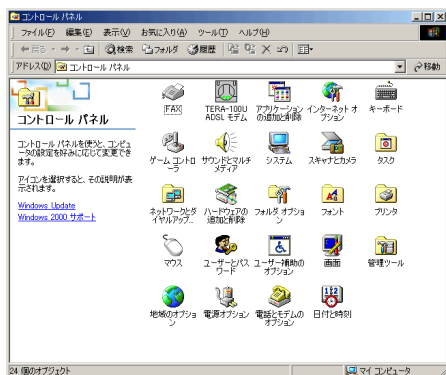 コントロール パネル
ファイル(F) 編集(E) 表示(V) お気に入り(A) ツール(T) ヘルプ(H)
戻る 検索 フォルダ 履歴
アドレス(D) コントロール パネル 移動
コントロール パネル
コントロール パネルを使うと、コンピュ
ータの設定を好みに応じて変更でき
ます。
アイコンを選択すると、その説明が表
示されます。
Windows Update
Windows 2000 サポート
FAX
TERA-100U
ADSL モデム
アプリケーション
の追加と削除
インターネット オ
プション
キーボード
ゲーム コントロ
ーラ
サウンドとマルチ
メディア
システム
スキャナとカメラ
タスク
ネットワークとダ
イヤルアップ...
ハードウェアの
追加と削除
フォルダ オプショ
ン
フォント
プリンタ
マウス
ユーザーとパス
ワード
ユーザー補助の
オプション
画面
管理ツール
地域のオプショ
ン
電源オプション
電話とモデムの
オプション
日付と時刻
24 個のオブジェクト
マイ コンピュータ